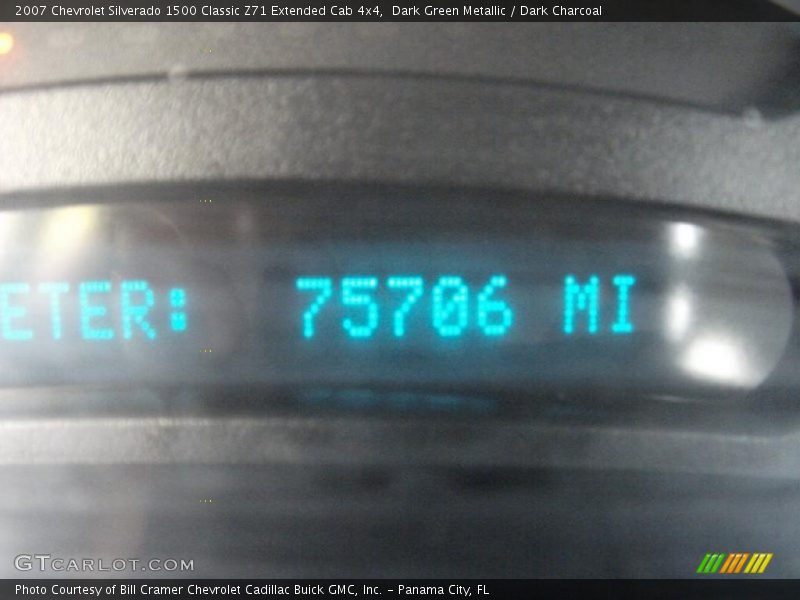 2007 Chevrolet Silverado 1500 Classic Z71 Extended Cab 4x4, Dark Green Metallic / Dark Charcoal
ETER: 75706 MI
GTCARLOT.COM
Photo Courtesy of Bill Cramer Chevrolet Cadillac Buick GMC, Inc. - Panama City, FL